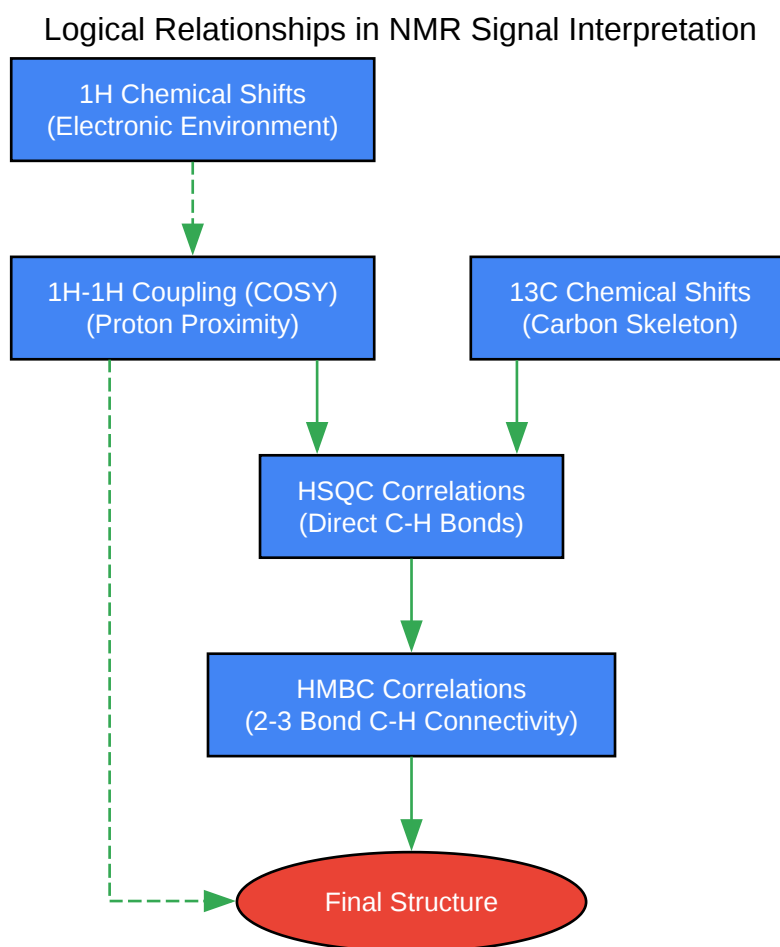 Logical Relationships in NMR Signal Interpretation
1H Chemical Shifts
(Electronic Environment)
1H-1H Coupling (COSY)
(Proton Proximity)
13C Chemical Shifts
(Carbon Skeleton)
HSQC Correlations
(Direct C-H Bonds)
HMBC Correlations
(2-3 Bond C-H Connectivity)
Final Structure